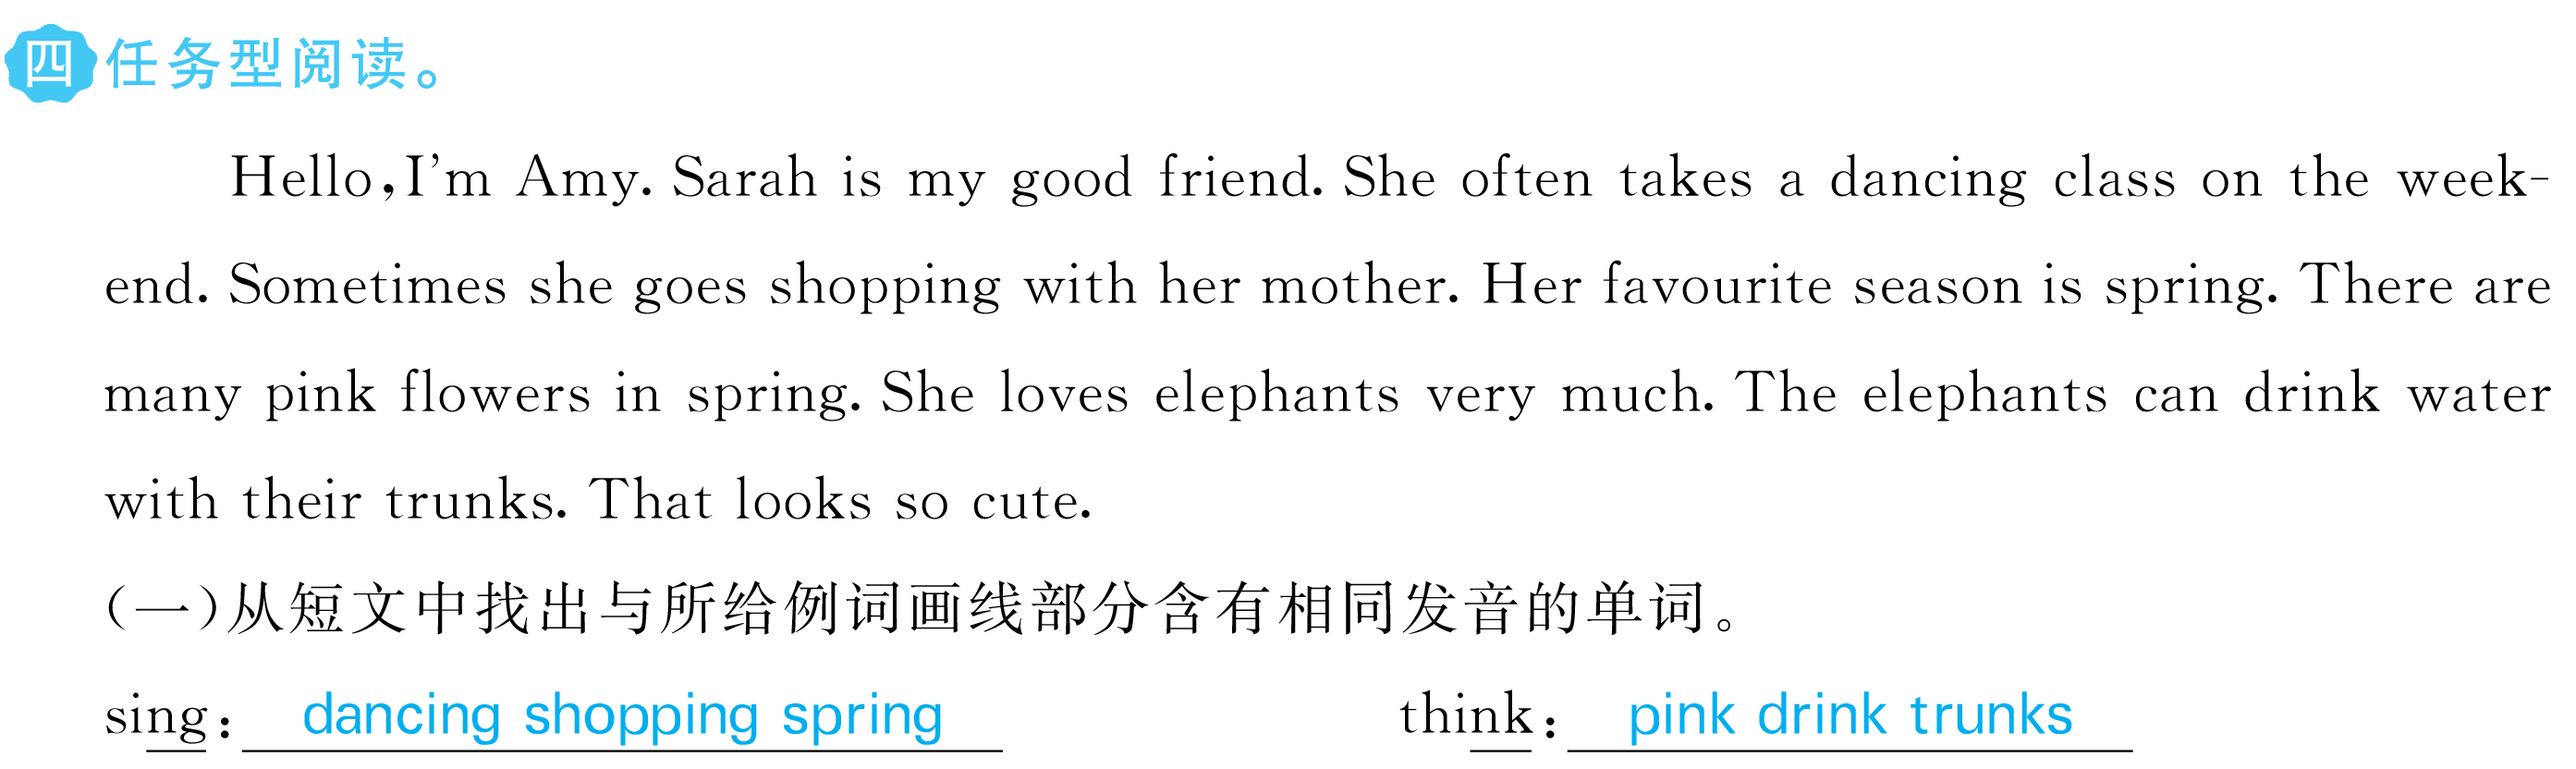 四 任务型阅读。
Hello,I'm Amy. Sarah is my good friend. She often takes a dancing class on the week-
end. Sometimes she goes shopping with her mother. Her favourite season is spring. There are
many pink flowers in spring. She loves elephants very much. The elephants can drink water
with their trunks. That looks so cute.
(一)从短文中找出与所给例词画线部分含有相同发音的单词。
sing: dancing shopping spring think: pink drink trunks